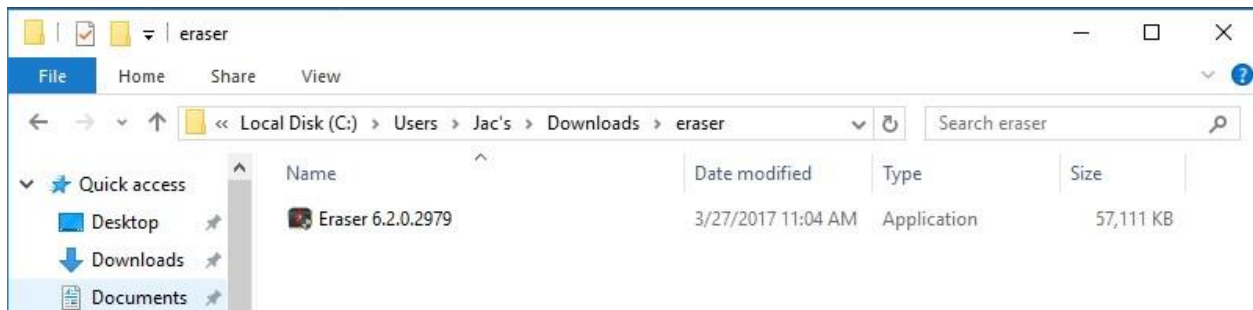 eraser
File Home Share View
« Local Disk (C:) > Users > Jac's > Downloads > eraser Search eraser
Quick access
Name Date modified Type Size
Desktop
Eraser 6.2.0.2979 3/27/2017 11:04 AM Application 57,111 KB
Downloads
Documents